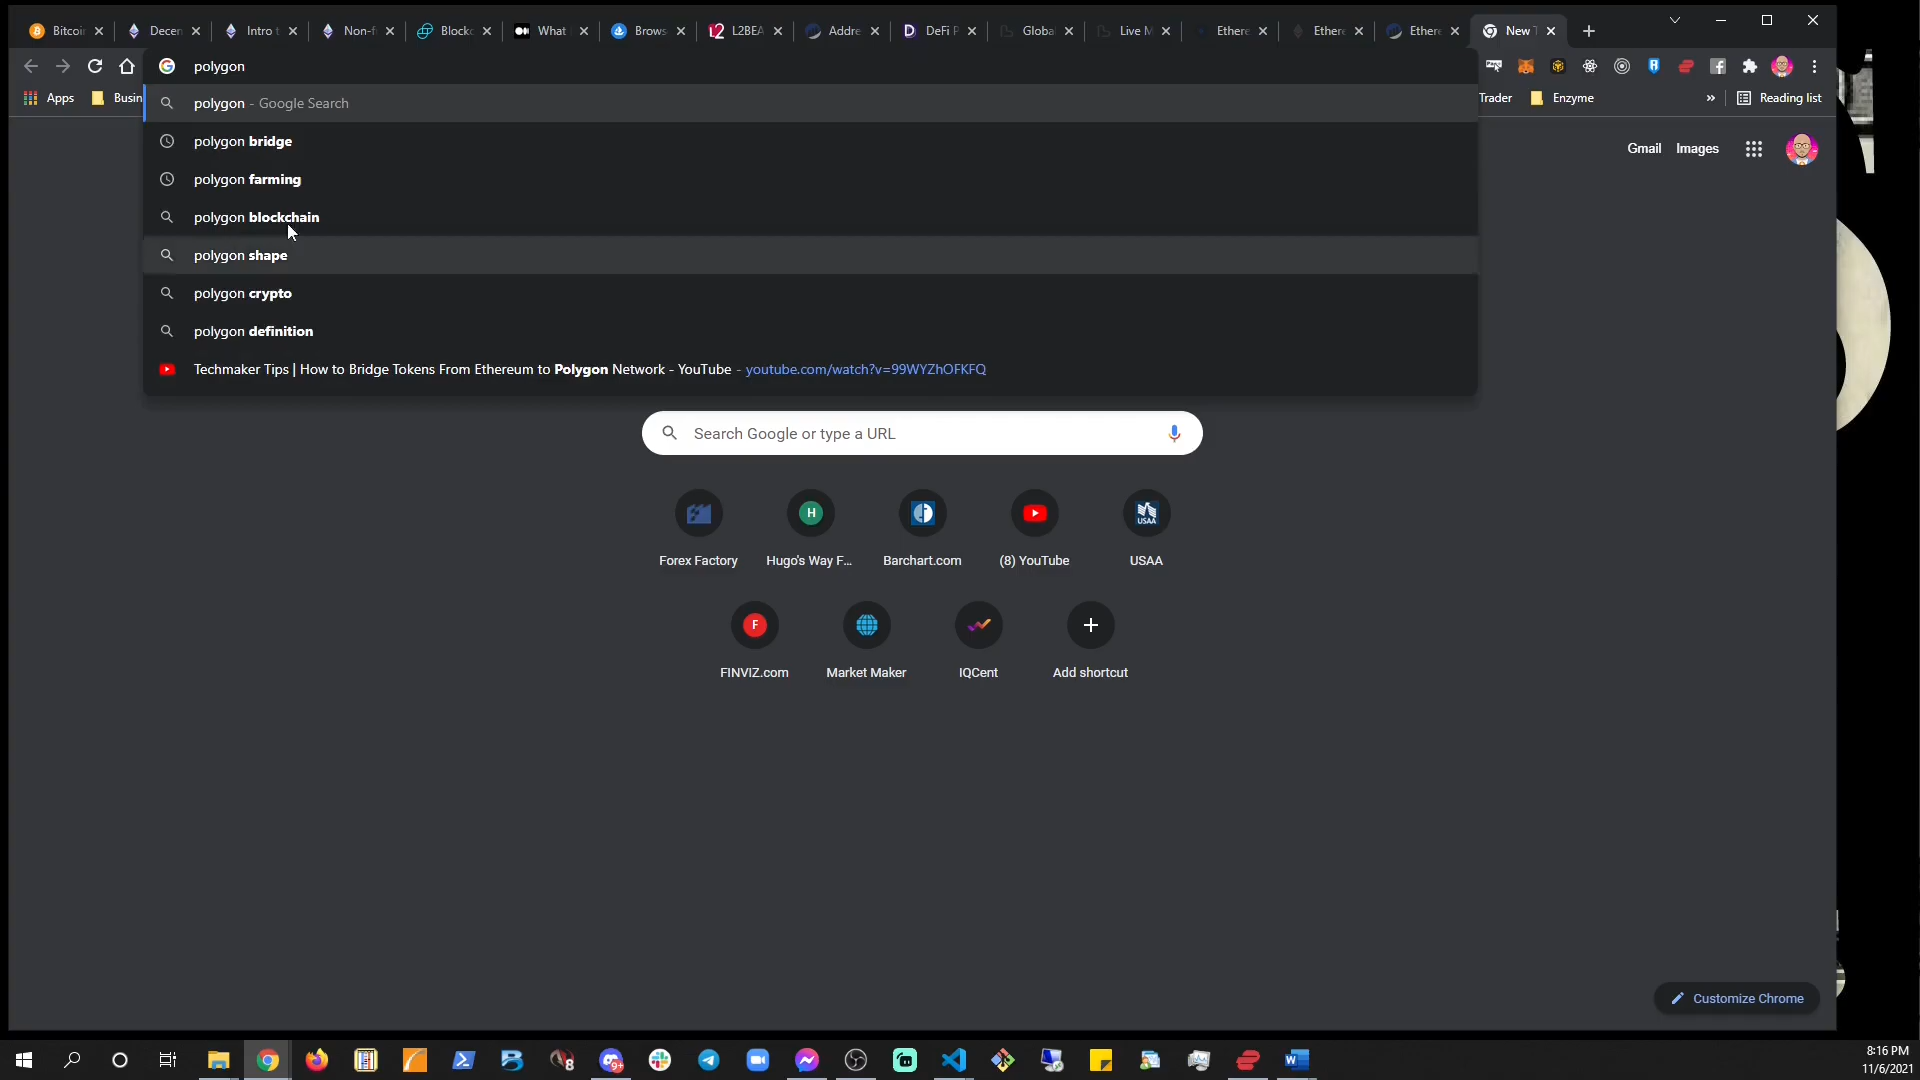 Bitcoi
Decen
Intro t
Non-f
Blockc
What
Brows
L2BEA
Addre
DeFi P
Global
Live M
Ethere
Ethere
Ethere
New T
polygon
Apps
Busin
Trader
Enzyme
»
Reading list
polygon - Google Search
polygon bridge
polygon farming
polygon blockchain
polygon shape
polygon crypto
polygon definition
Techmaker Tips | How to Bridge Tokens From Ethereum to Polygon Network - YouTube - youtube.com/watch?v=99WYZhOFKFQ
Gmail Images
Search Google or type a URL
Forex Factory
Hugo's Way F...
Barchart.com
(8) YouTube
USAA
FINVIZ.com
Market Maker
IQCent
Add shortcut
Customize Chrome
8:16 PM
11/6/2021